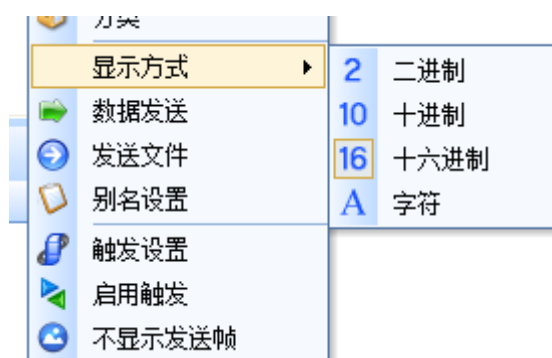 分类
显示方式
数据发送
发送文件
别名设置
触发设置
启用触发
不显示发送帧
2 二进制
10 十进制
16 十六进制
A 字符